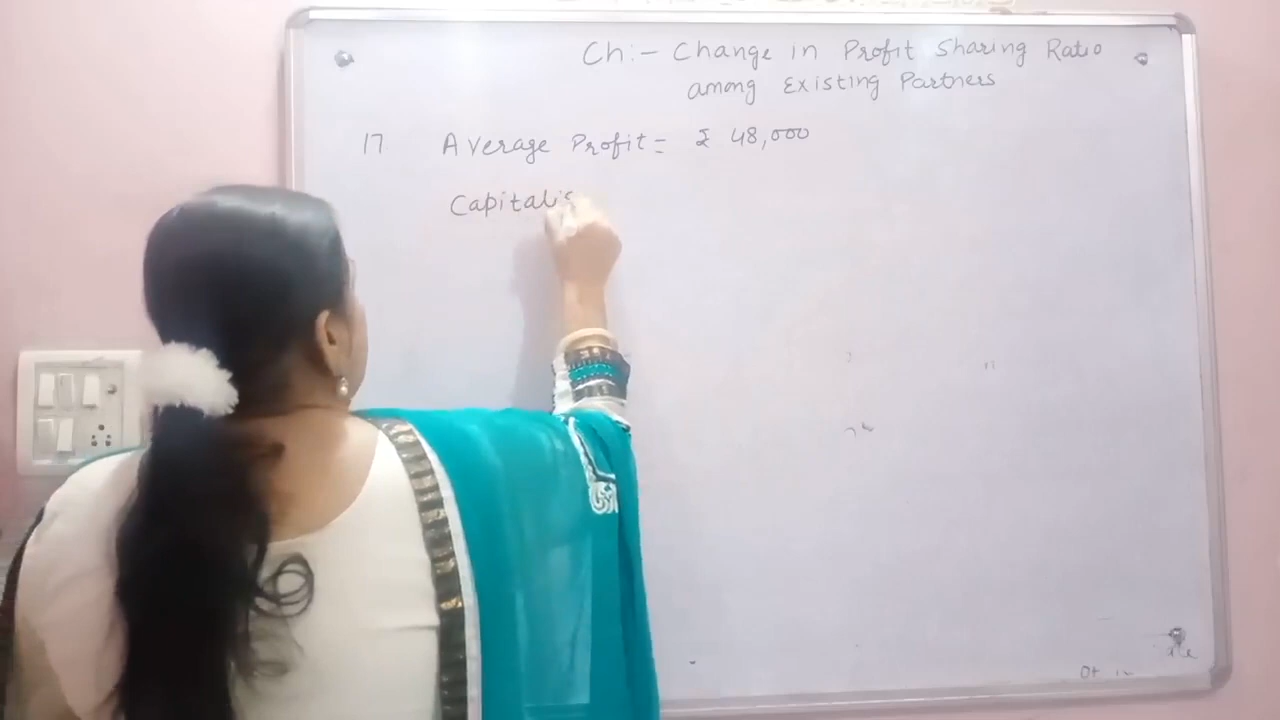 Ch:- Change in Profit Sharing Ratio
among Existing Partners
17 Average Profit = ₹ 48,000
Capitalis